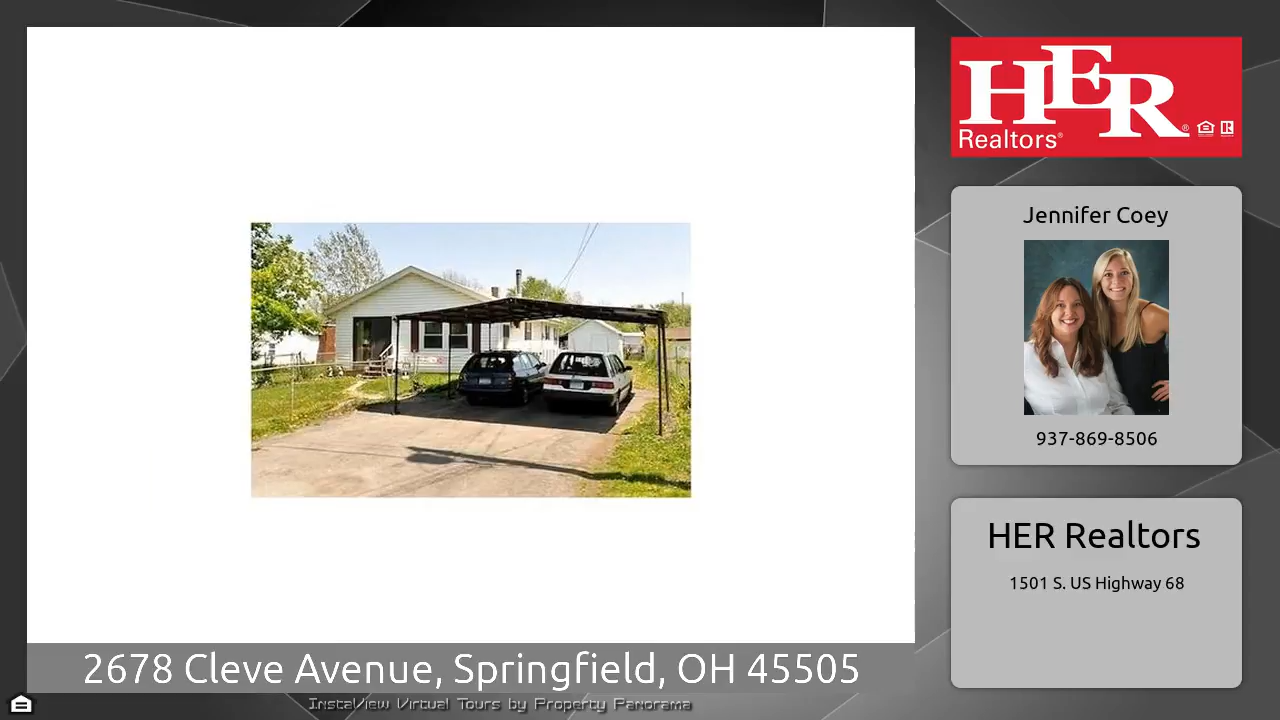 HER
Realtors®
Jennifer Coey
937-869-8506
HER Realtors
1501 S. US Highway 68
2678 Cleve Avenue, Springfield, OH 45505
InstaView Virtual Tours by Property Panorama